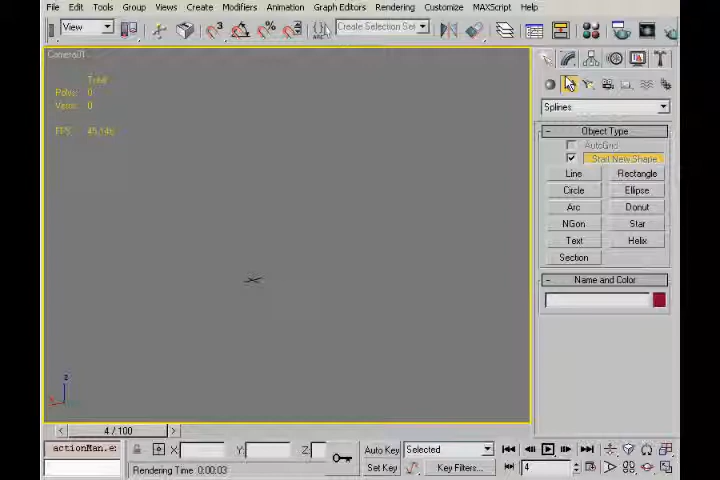 File Edit Tools Group Views Create Modifiers Animation Graph Editors Rendering Customize MAXScript Help
View
3
Create Selection Set
Camera01
Total
Polys: 0
Verts: 0
FPS:
Splines
Object Type
AutoGrid
Start New Shape
Line Rectangle
Circle Ellipse
Arc Donut
NGon Star
Text Helix
Section
Name and Color
z
4 / 100
actionMan.e
X: Y: Z:
Auto Key Selected
Rendering Time 0:00:03
Set Key Key Filters...
4